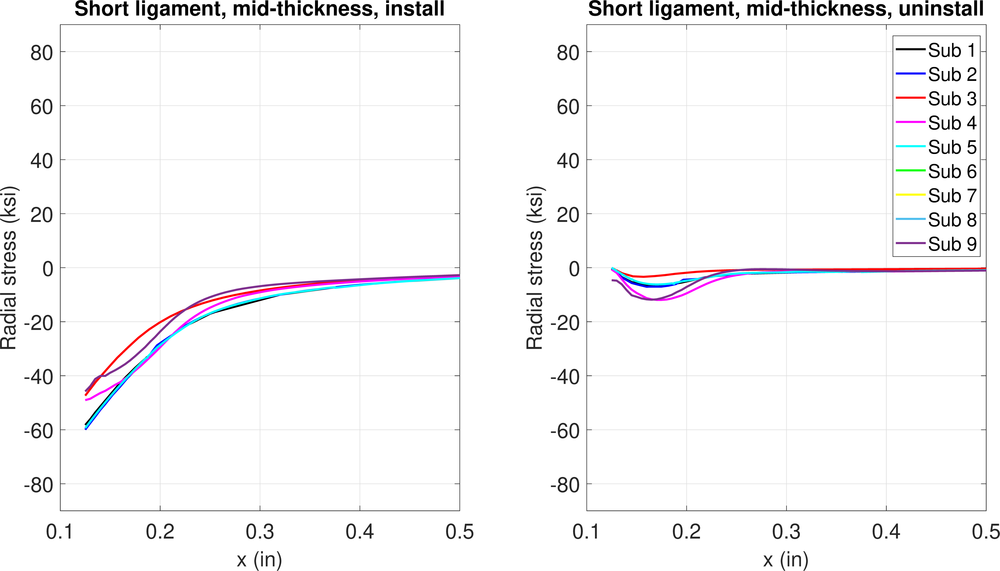 Short ligament, mid-thickness, install
80
60
40
20
0
-20
-40
-60
-80
Radial stress (ksi)
0.1 0.2 0.3 0.4 0.5
x (in)
Short ligament, mid-thickness, uninstall
80
60
40
20
0
-20
-40
-60
-80
Radial stress (ksi)
0.1 0.2 0.3 0.4 0.5
x (in)
Sub 1
Sub 2
Sub 3
Sub 4
Sub 5
Sub 6
Sub 7
Sub 8
Sub 9